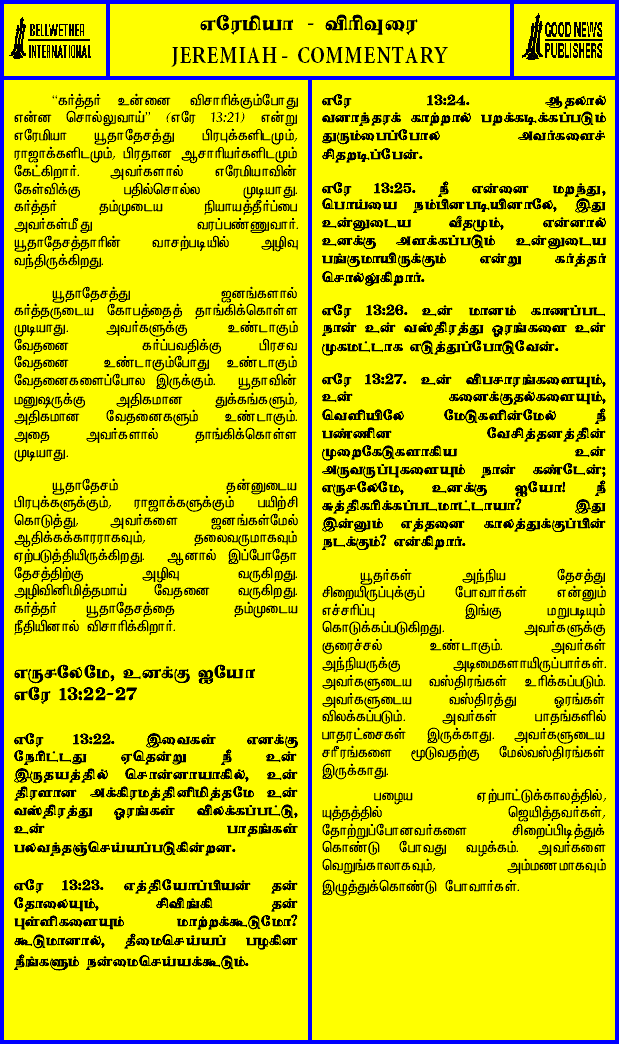 BELLWETHER
INTERNATIONAL
எரேமியா - விரிவுரை
JEREMIAH - COMMENTARY
GOOD NEWS
PUBLISHERS
“கர்த்தர் உன்னை விசாரிக்கும்போது
என்ன சொல்லுவாய்” (எரே 13:21) என்று
எரேமியா யூதாதேசத்து பிரபுக்களிடமும்,
ராஜாக்களிடமும், பிரதான ஆசாரியர்களிடமும்
கேட்கிறார். அவர்களால் எரேமியாவின்
கேள்விக்கு பதில்சொல்ல முடியாது.
கர்த்தர் தம்முடைய நியாயத்தீர்ப்பை
அவர்கள்மீது வரப்பண்ணுவார்.
யூதாதேசத்தாரின் வாசற்படியில் அழிவு
வந்திருக்கிறது.
யூதாதேசத்து ஜனங்களால்
கர்த்தருடைய கோபத்தைத் தாங்கிக்கொள்ள
முடியாது. அவர்களுக்கு உண்டாகும்
வேதனை கர்ப்பவதிக்கு பிரசவ
வேதனை உண்டாகும்போது உண்டாகும்
வேதனைகளைப்போல இருக்கும். யூதாவின்
மனுஷருக்கு அதிகமான துக்கங்களும்,
அதிகமான வேதனைகளும் உண்டாகும்.
அதை அவர்களால் தாங்கிக்கொள்ள
முடியாது.
யூதாதேசம் தன்னுடைய
பிரபுக்களுக்கும், ராஜாக்களுக்கும் பயிற்சி
கொடுத்து, அவர்களை ஜனங்கள்மேல்
ஆதிக்கக்காரராகவும், தலைவருமாகவும்
ஏற்படுத்தியிருக்கிறது. ஆனால் இப்போதோ
தேசத்திற்கு அழிவு வருகிறது.
அழிவினிமித்தமாய் வேதனை வருகிறது.
கர்த்தர் யூதாதேசத்தை தம்முடைய
நீதியினால் விசாரிக்கிறார்.
எருசலேமே, உனக்கு ஐயோ
எரே 13:22-27
எரே 13:22. இவைகள் எனக்கு
நேரிட்டது ஏதென்று நீ உன்
இருதயத்தில் சொன்னாயாகில், உன்
திரளான அக்கிரமத்தினிமித்தமே உன்
வஸ்திரத்து ஓரங்கள் விலக்கப்பட்டு,
உன் பாதங்கள்
பலவந்தஞ்செய்யப்படுகின்றன.
எரே 13:23. எத்தியோப்பியன் தன்
தோலையும், சிவிங்கி தன்
புள்ளிகளையும் மாற்றக்கூடுமோ?
கூடுமானால், தீமைசெய்யப் பழகின
நீங்களும் நன்மைசெய்யக்கூடும்.
எரே 13:24. ஆதலால்
வனாந்தரக் காற்றால் பறக்கடிக்கப்படும்
துரும்பைப்போல அவர்களைச்
சிதறடிப்பேன்.
எரே 13:25. நீ என்னை மறந்து,
பொய்யை நம்பினபடியினாலே, இது
உன்னுடைய வீதமும், என்னால்
உனக்கு அளக்கப்படும் உன்னுடைய
பங்குமாயிருக்கும் என்று கர்த்தர்
சொல்லுகிறார்.
எரே 13:26. உன் மானம் காணப்பட
நான் உன் வஸ்திரத்து ஓரங்களை உன்
முகமட்டாக எடுத்துப்போடுவேன்.
எரே 13:27. உன் விபசாரங்களையும்,
உன் கனைக்குதல்களையும்,
வெளியிலே மேடுகளின்மேல் நீ
பண்ணின வேசித்தனத்தின்
முறைகேடுகளாகிய உன்
அருவருப்புகளையும் நான் கண்டேன்;
எருசலேமே, உனக்கு ஐயோ! நீ
சுத்திகரிக்கப்படமாட்டாயா? இது
இன்னும் எத்தனை காலத்துக்குப்பின்
நடக்கும்? என்கிறார்.
யூதர்கள் அந்நிய தேசத்து
சிறையிருப்புக்குப் போவார்கள் என்னும்
எச்சரிப்பு இங்கு மறுபடியும்
கொடுக்கப்படுகிறது. அவர்களுக்கு
குரைச்சல் உண்டாகும். அவர்கள்
அந்நியருக்கு அடிமைகளாயிருப்பார்கள்.
அவர்களுடைய வஸ்திரங்கள் உரிக்கப்படும்.
அவர்களுடைய வஸ்திரத்து ஓரங்கள்
விலக்கப்படும். அவர்கள் பாதங்களில்
பாதரட்சைகள் இருக்காது. அவர்களுடைய
சரீரங்களை மூடுவதற்கு மேல்வஸ்திரங்கள்
இருக்காது.
பழைய ஏற்பாட்டுக்காலத்தில்,
யுத்தத்தில் ஜெயித்தவர்கள்,
தோற்றுப்போனவர்களை சிறைப்பிடித்துக்
கொண்டு போவது வழக்கம். அவர்களை
வெறுங்காலாகவும், அம்மணமாகவும்
இழுத்துக்கொண்டு போவார்கள்.